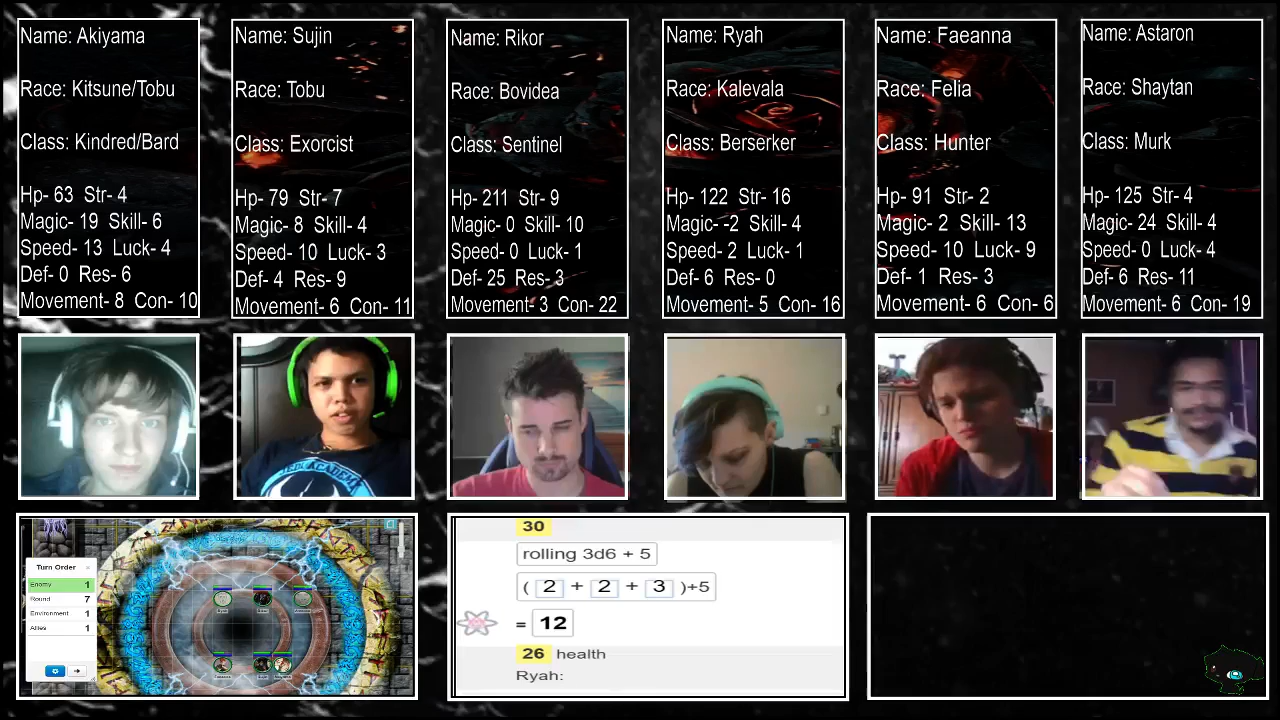 Name: Akiyama
Race: Kitsune/Tobu
Class: Kindred/Bard
Hp- 63 Str- 4
Magic- 19 Skill- 6
Speed- 13 Luck- 4
Def- 0 Res- 6
Movement- 8 Con- 10
Name: Sujin
Race: Tobu
Class: Exorcist
Hp- 79 Str- 7
Magic- 8 Skill- 4
Speed- 10 Luck- 3
Def- 4 Res- 9
Movement- 6 Con- 11
Name: Rikor
Race: Bovidea
Class: Sentinel
Hp- 211 Str- 9
Magic- 0 Skill- 10
Speed- 0 Luck- 1
Def- 25 Res- 3
Movement- 3 Con- 22
Name: Ryah
Race: Kalevala
Class: Berserker
Hp- 122 Str- 16
Magic- -2 Skill- 4
Speed- 2 Luck- 1
Def- 6 Res- 0
Movement- 5 Con- 16
Name: Faeanna
Race: Felia
Class: Hunter
Hp- 91 Str- 2
Magic- 2 Skill- 13
Speed- 10 Luck- 9
Def- 1 Res- 3
Movement- 6 Con- 6
Name: Astaron
Race: Shaytan
Class: Murk
Hp- 125 Str- 4
Magic- 24 Skill- 4
Speed- 0 Luck- 4
Def- 6 Res- 11
Movement- 6 Con- 19
Turn Order
Enemy 1
Round 7
Environment 1
Allies 1
30
rolling 3d6 + 5
( 2 + 2 + 3 )+5
= 12
26 health
Ryah: